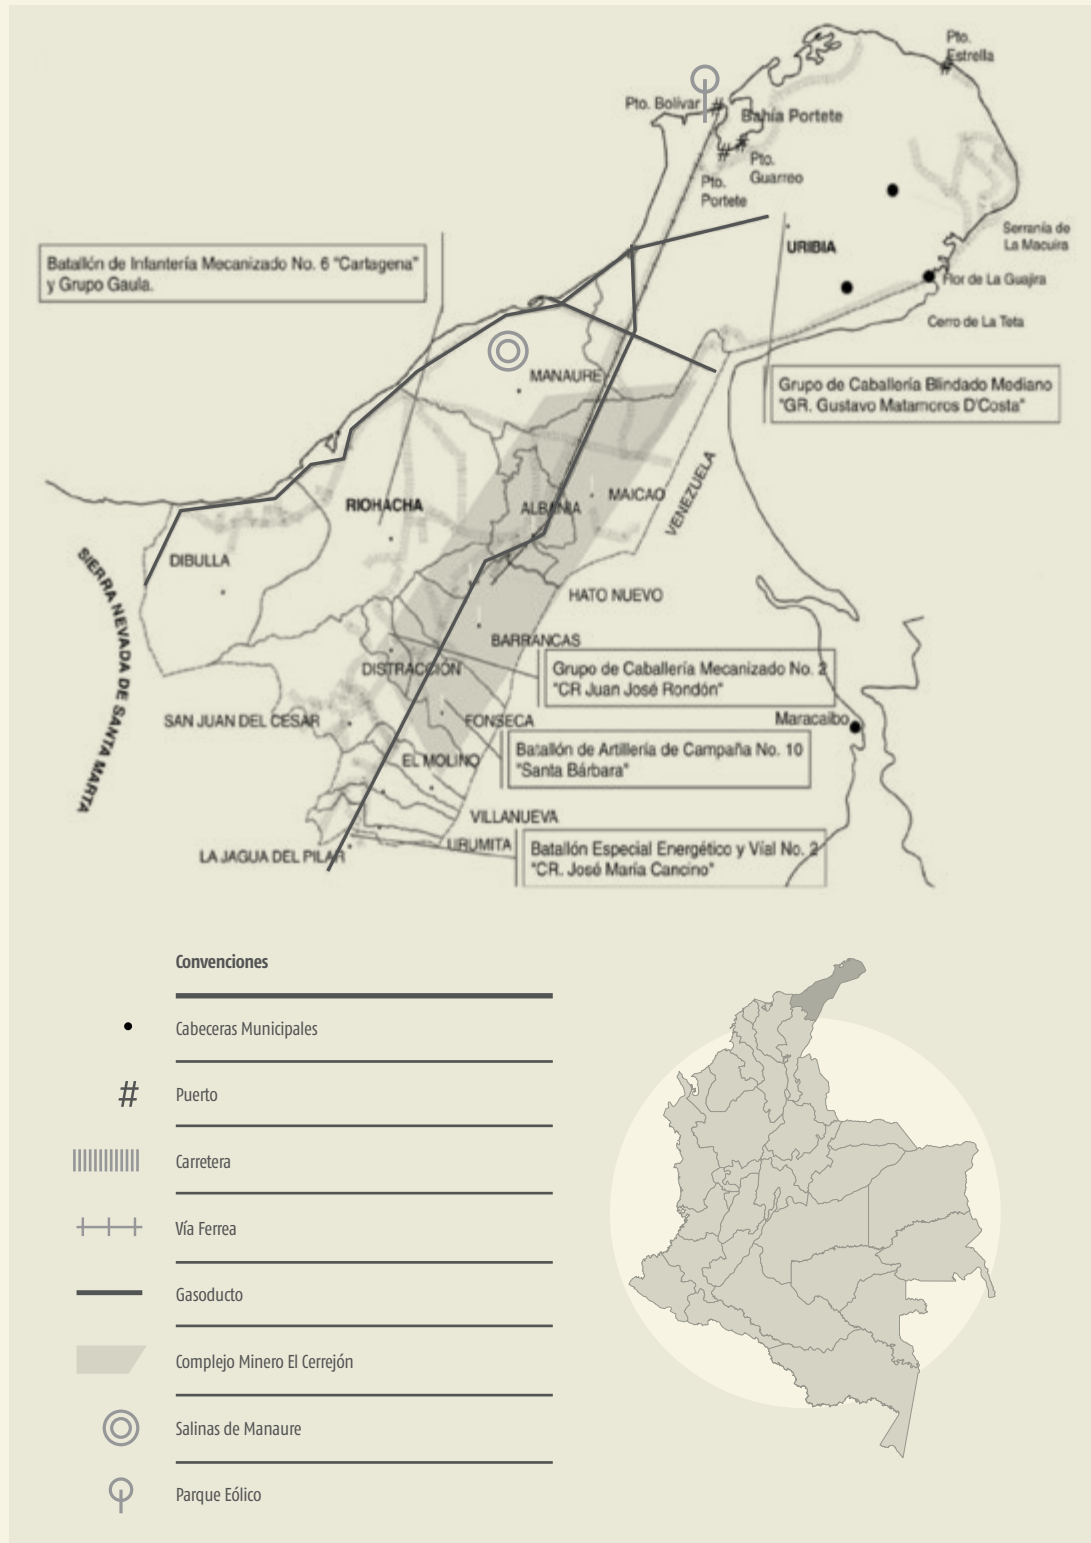 Pto.
Estrella
Pto. Bolívar
#
#
Bahía Portete
#
#
Pto.
Guarreo
Pto.
Portete
Serranía de
La Macuira
URIBIA
Batallón de Infantería Mecanizado No. 6 "Cartagena"
y Grupo Gaula.
Flor de La Guajira
Cerro de La Teta
MANAURE
Grupo de Caballería Blindado Mediano
"GR. Gustavo Matamoros D'Costa"
RIOHACHA
ALBANIA
MAICAO
VENEZUELA
DIBULLA
SIERRA NEVADA DE SANTA MARTA
HATO NUEVO
BARRANCAS
DISTRACCIÓN
Grupo de Caballería Mecanizado No. 2
"CR Juan José Rondón"
SAN JUAN DEL CESAR
FONSECA
Maracaibo
EL MOLINO
Batallón de Artillería de Campaña No. 10
"Santa Bárbara"
VILLANUEVA
URUMITA
LA JAGUA DEL PILAR
Batallón Especial Energético y Víal No. 2
"CR. José María Cancino"
Convenciones
Cabeceras Municipales
# Puerto
Carretera
Vía Ferrea
Gasoducto
Complejo Minero El Cerrejón
Salinas de Manaure
Parque Eólico